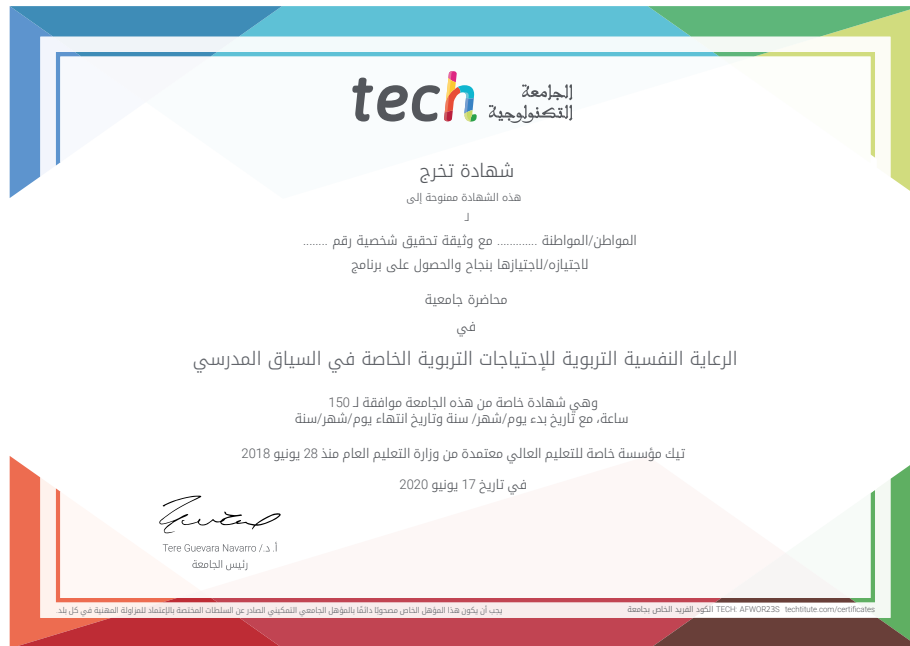 tech الجامعة
التكنولوجية
شهادة تخرج
هذه الشهادة ممنوحة إلى
لـ
المواطن/المواطنة ............ مع وثيقة تحقيق شخصية رقم ........
لاجتيازه/لاجتيازها بنجاح والحصول على برنامج
محاضرة جامعية
في
الرعاية النفسية التربوية للإحتياجات التربوية الخاصة في السياق المدرسي
وهي شهادة خاصة من هذه الجامعة موافقة لـ 150
ساعة، مع تاريخ بدء يوم/شهر/ سنة وتاريخ انتهاء يوم/شهر/سنة
تيك مؤسسة خاصة للتعليم العالي معتمدة من وزارة التعليم العام منذ 28 يونيو 2018
في تاريخ 17 يونيو 2020
أ. د./ Tere Guevara Navarro
رئيس الجامعة
يجب أن يكون هذا المؤهل الخاص مصحوبًا دائمًا بالمؤهل الجامعي التمكيني الصادر عن السلطات المختصة بالإعتماد للمزاولة المهنية في كل بلد.
الكود الفريد الخاص بجامعة TECH: AFWOR23S techtitute.com/certificates